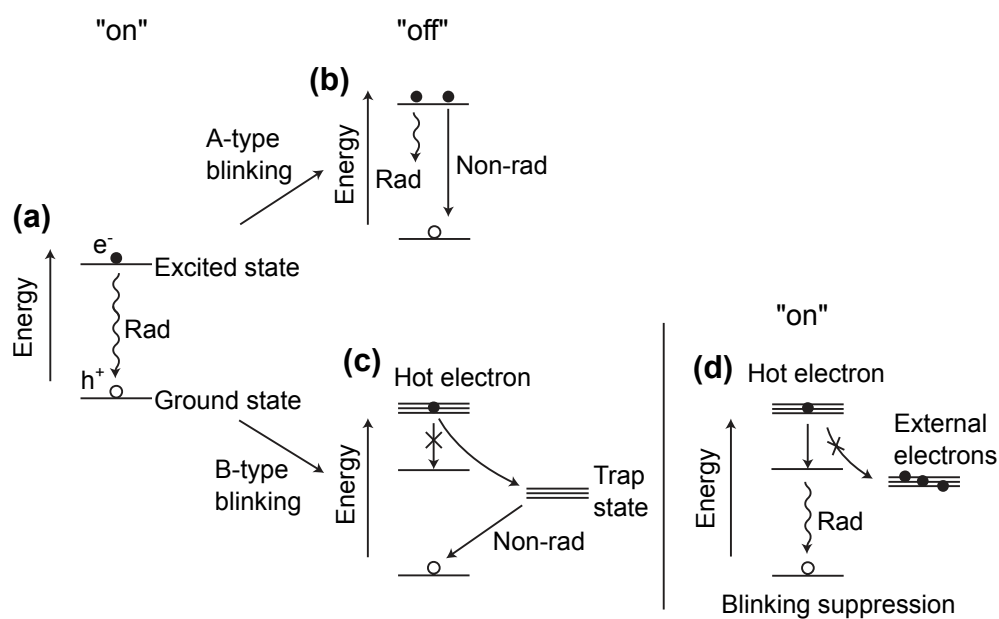 "on"
"off"
(b)
A-type
blinking
Energy
Rad
Non-rad
(a)
e-
Excited state
Energy
Rad
h+
Ground state
B-type
blinking
(c)
Hot electron
Energy
Trap
state
Non-rad
"on"
(d)
Hot electron
External
electrons
Energy
Rad
Blinking suppression